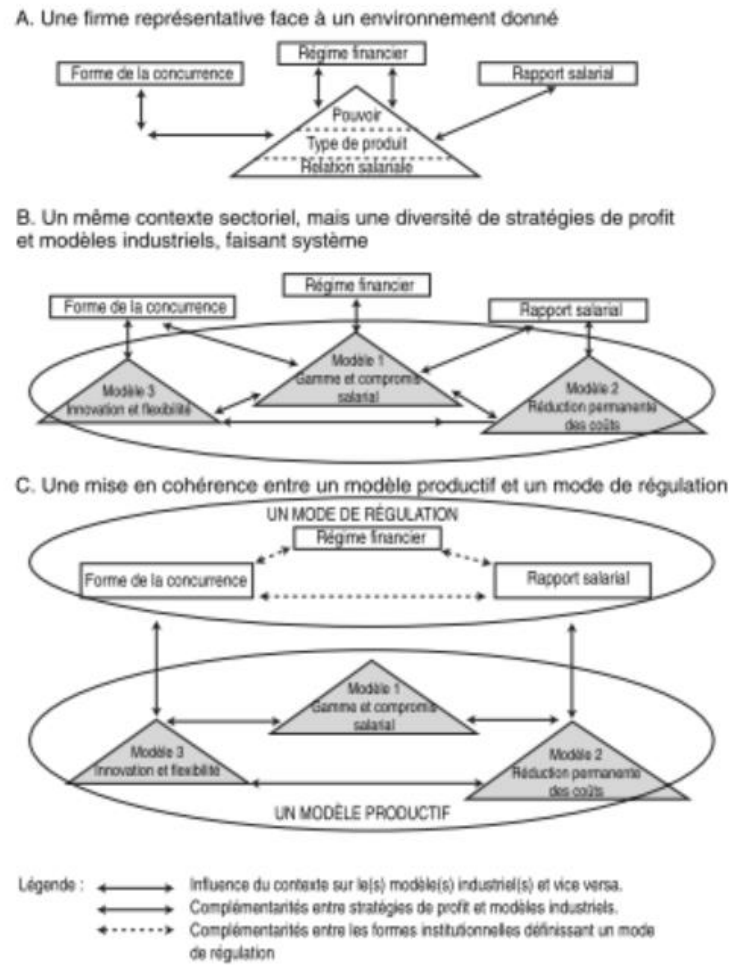 A. Une firme représentative face à un environnement donné
Régime financier
Forme de la concurrence
Rapport salarial
Pouvoir
Type de produit
Relation salariale
B. Un même contexte sectoriel, mais une diversité de stratégies de profit
et modèles industriels, faisant système
Régime financier
Forme de la concurrence
Rapport salarial
Modèle 1
Gamme et compromis
salarial
Modèle 3
Innovation et flexibilité
Modèle 2
Réduction permanente
des coûts
C. Une mise en cohérence entre un modèle productif et un mode de régulation
UN MODE DE RÉGULATION
Régime financier
Forme de la concurrence
Rapport salarial
Modèle 1
Gamme et compromis
salarial
Modèle 3
Innovation et flexibilité
Modèle 2
Réduction permanente
des coûts
UN MODÈLE PRODUCTIF
Légende :
Influence du contexte sur le(s) modèle(s) industriel(s) et vice versa.
Complémentarités entre stratégies de profit et modèles industriels.
Complémentarités entre les formes institutionnelles définissant un mode
de régulation